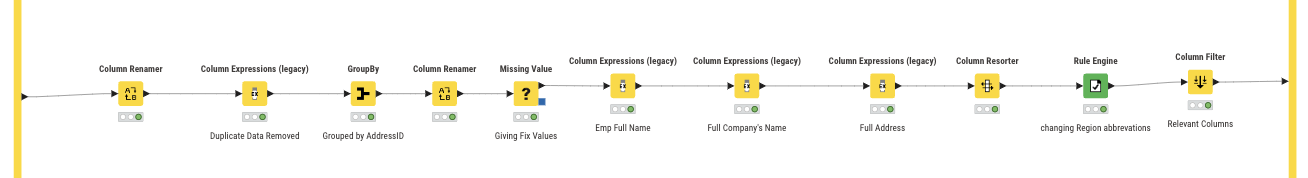 Column Renamer
Column Expressions (legacy)
Duplicate Data Removed
GroupBy
Grouped by AddressID
Column Renamer
Missing Value
?
Giving Fix Values
Column Expressions (legacy)
Emp Full Name
Column Expressions (legacy)
Full Company's Name
Column Expressions (legacy)
Full Address
Column Resorter
Rule Engine
changing Region abbrevations
Column Filter
Relevant Columns